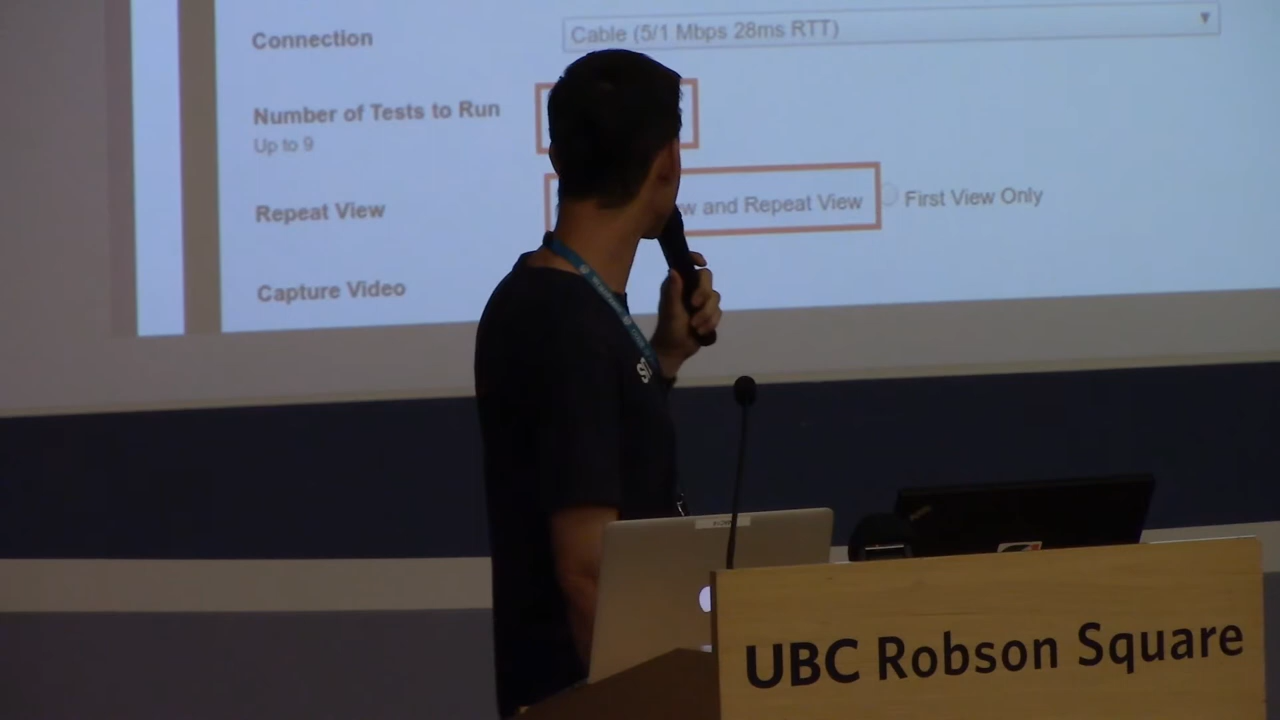 Connection
Cable (5/1 Mbps 28ms RTT)
Number of Tests to Run
Up to 9
Repeat View
and Repeat View
First View Only
Capture Video
UBC Robson Square